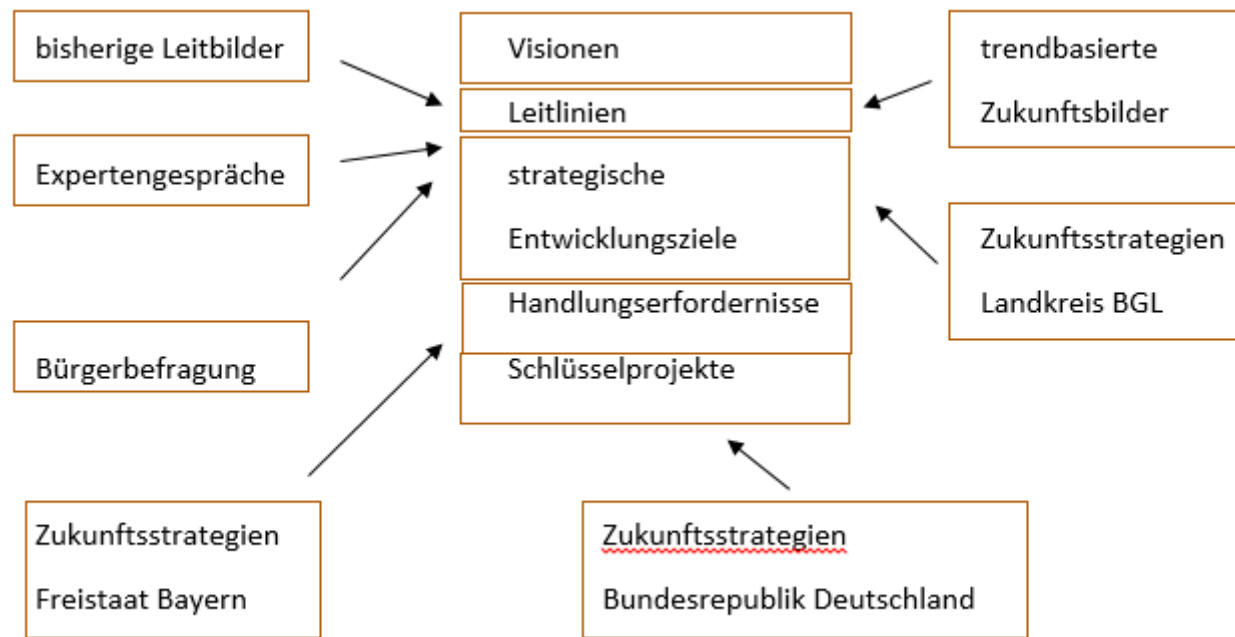 bisherige Leitbilder
Expertengespräche
Bürgerbefragung
Zukunftsstrategien
Freistaat Bayern
Visionen
Leitlinien
strategische
Entwicklungsziele
Handlungserfordernisse
Schlüsselprojekte
trendbasierte
Zukunftsbilder
Zukunftsstrategien
Landkreis BGL
Zukunftsstrategien
Bundesrepublik Deutschland